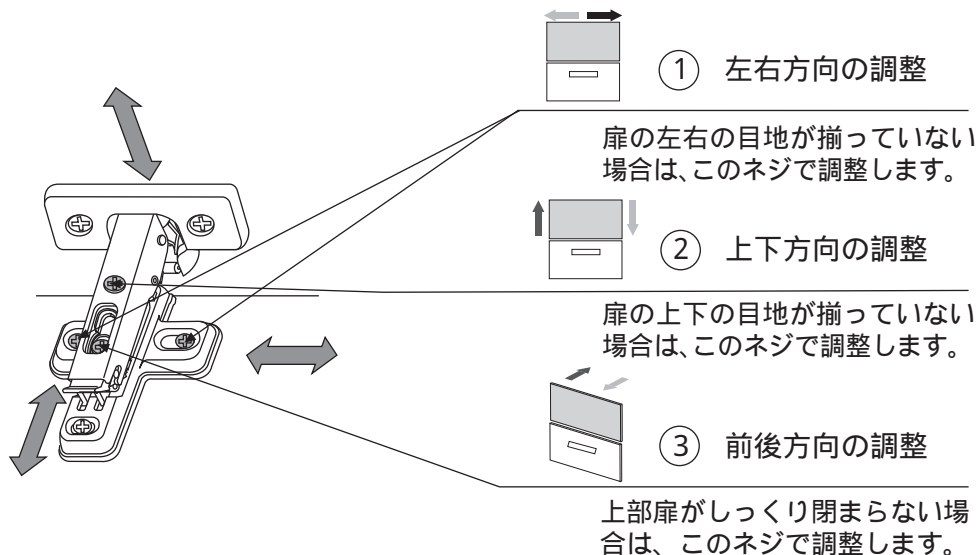 ① 左右方向の調整
扉の左右の目地が揃っていない
場合は、このネジで調整します。
② 上下方向の調整
扉の上下の目地が揃っていない
場合は、このネジで調整します。
③ 前後方向の調整
上部扉がしっくり閉まらない場
合は、このネジで調整します。